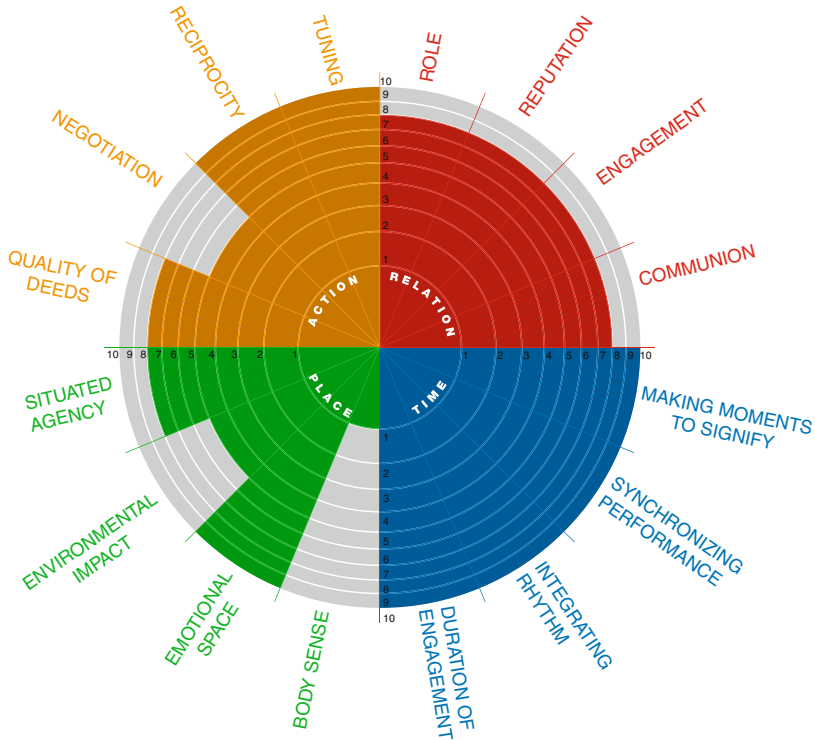 TUNING
RECIPROCITY
NEGOTIATION
QUALITY OF
DEEDS
ROLE
REPUTATION
ENGAGEMENT
COMMUNION
10
9
8
7
6
5
4
3
2
1
ACTION
RELATION
10 9 8 7 6 5 4 3 2 1
1 2 3 4 5 6 7 8 9 10
PLACE
TIME
1
2
3
4
5
6
7
8
9
10
SITUATED
AGENCY
ENVIRONMENTAL
IMPACT
EMOTIONAL
SPACE
BODY SENSE
MAKING MOMENTS
TO SIGNIFY
SYNCHRONIZING
PERFORMANCE
INTEGRATING
RHYTHM
DURATION OF
ENGAGEMENT